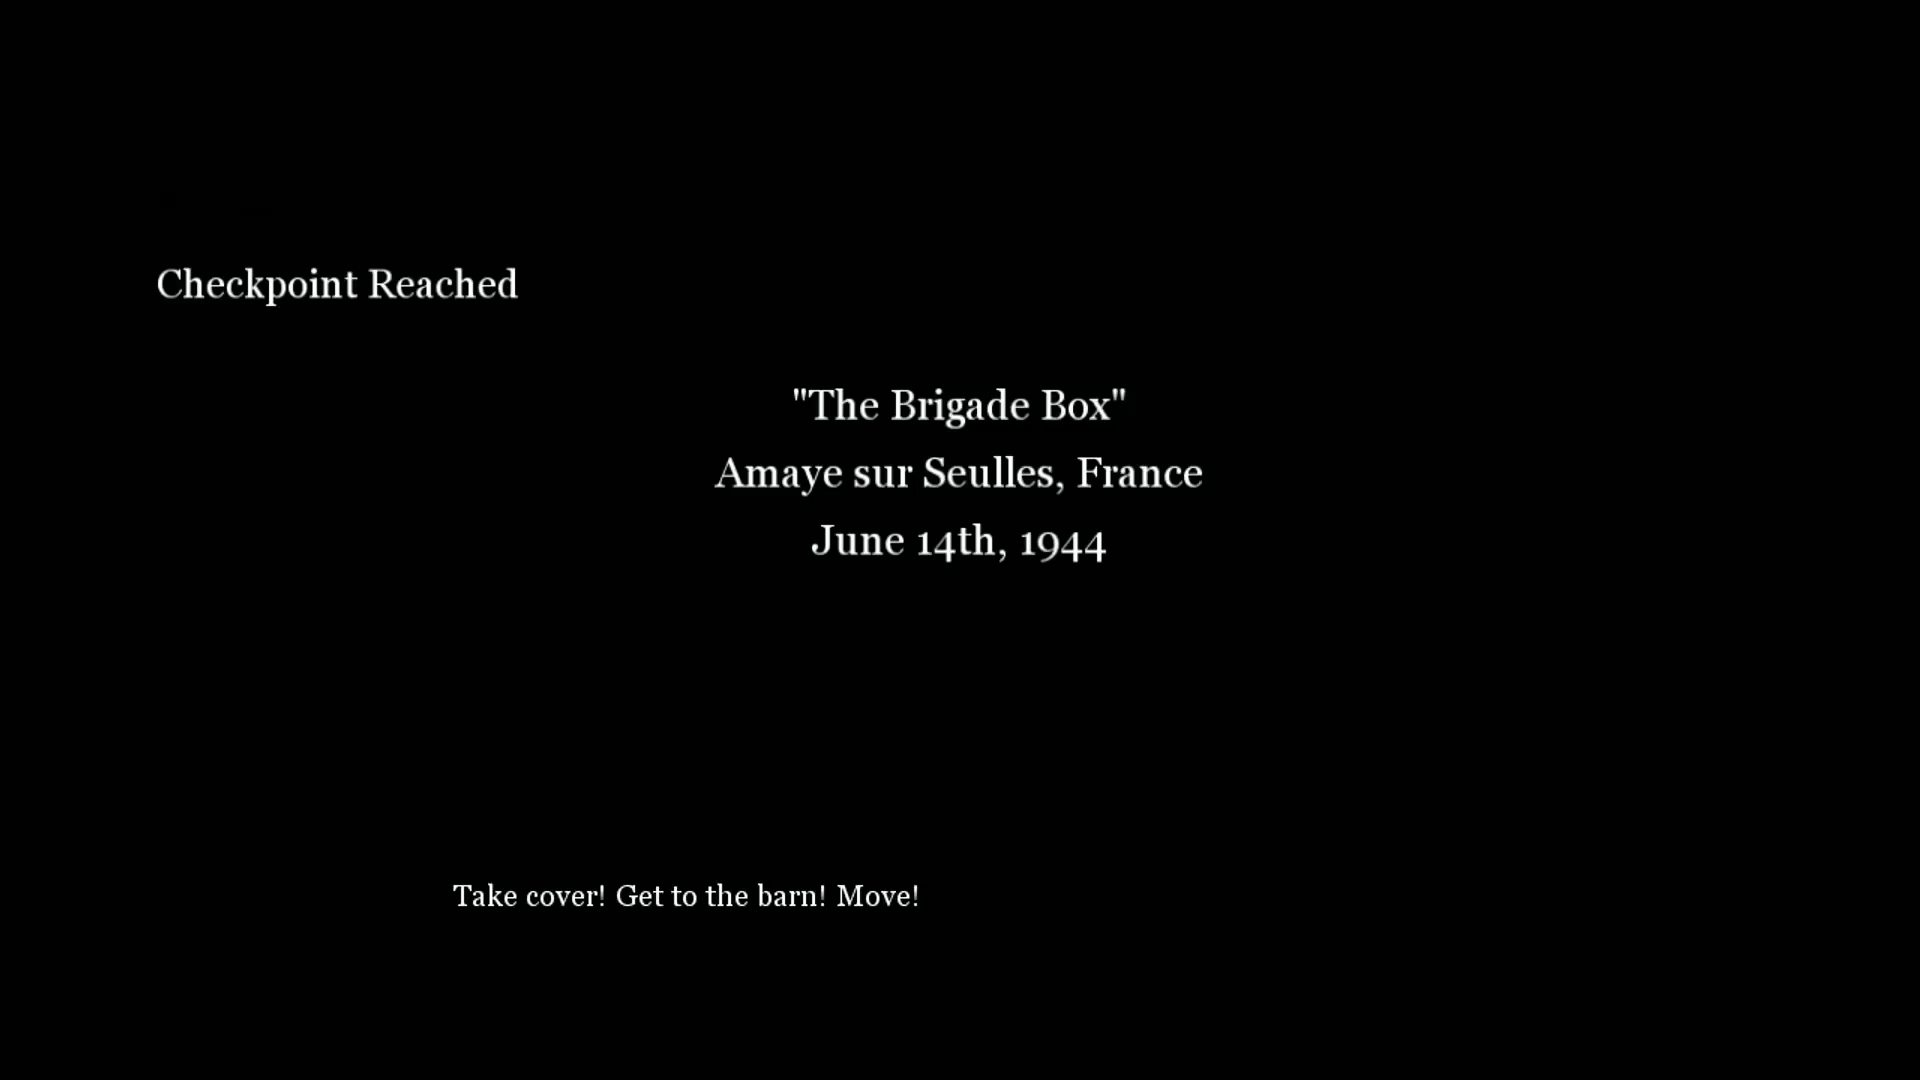 Checkpoint Reached
"The Brigade Box"
Amaye sur Seulles, France
June 14th, 1944
Take cover! Get to the barn! Move!